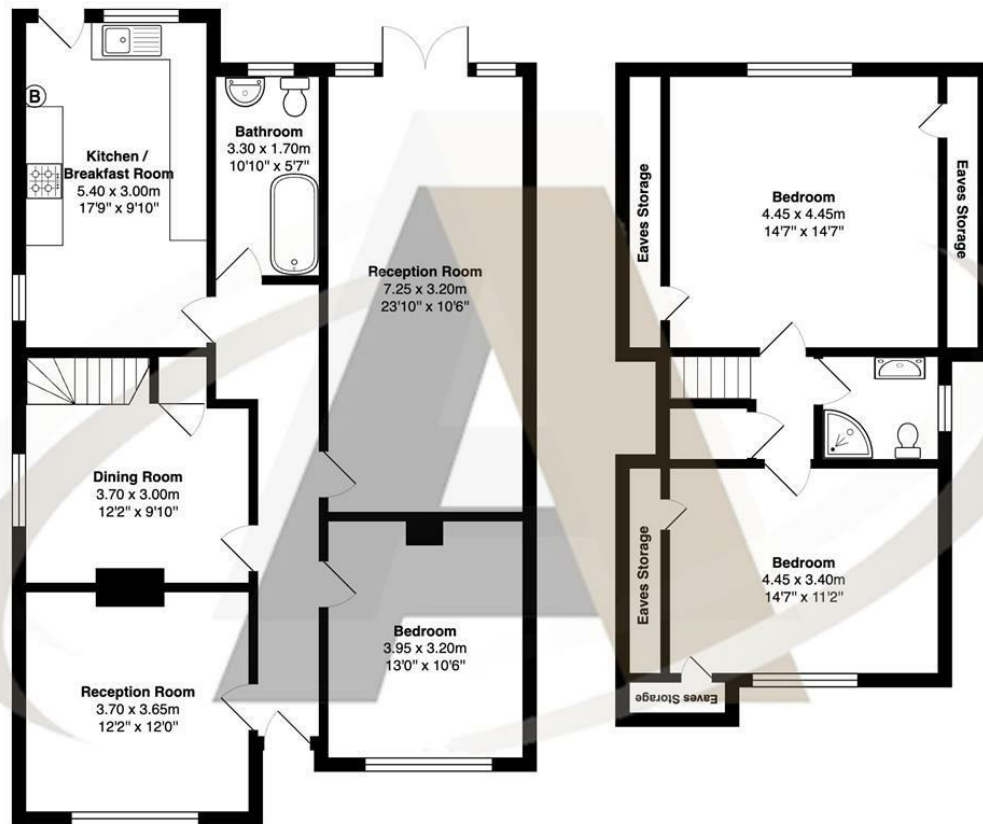 B
Kitchen /
Breakfast Room
5.40 x 3.00m
17'9" x 9'10"
Bathroom
3.30 x 1.70m
10'10" x 5'7"
Reception Room
7.25 x 3.20m
23'10" x 10'6"
Dining Room
3.70 x 3.00m
12'2" x 9'10"
Reception Room
3.70 x 3.65m
12'2" x 12'0"
Bedroom
3.95 x 3.20m
13'0" x 10'6"
Eaves Storage
Bedroom
4.45 x 4.45m
14'7" x 14'7"
Eaves Storage
Eaves Storage
Bedroom
4.45 x 3.40m
14'7" x 11'2"
Eaves Storage
A